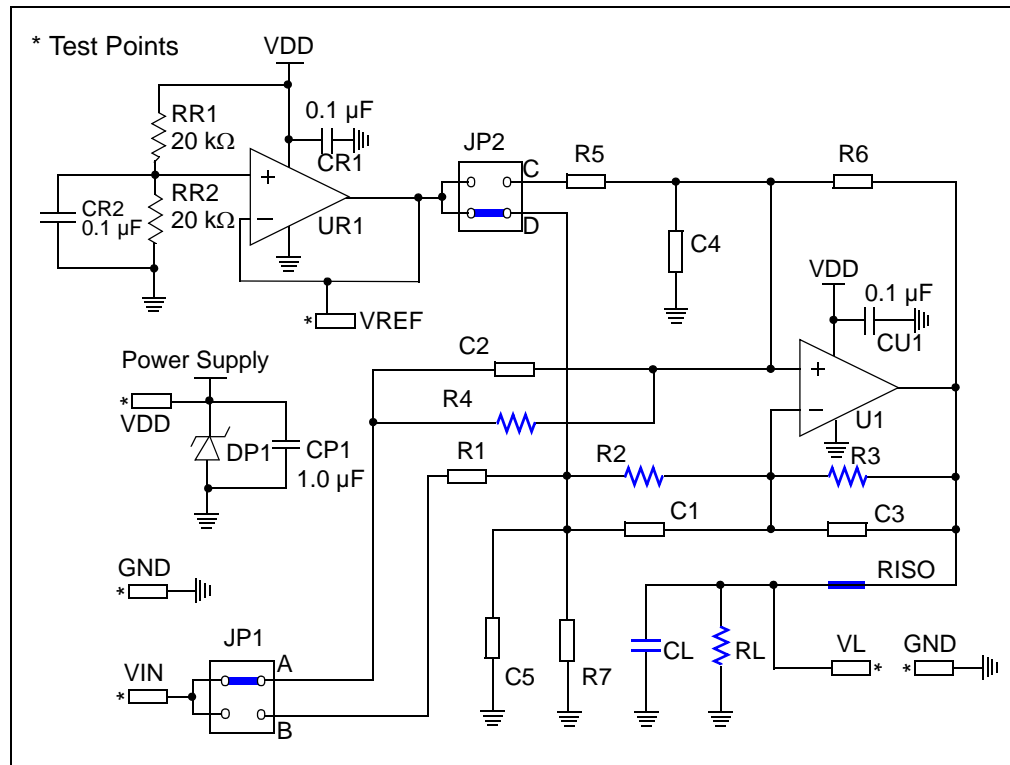 * Test Points
VDD
RR1
20 kΩ
0.1 µF
CR1
JP2
C
D
R5
R6
RR2
20 kΩ
CR2
0.1 µF
+
−
UR1
C4
* VREF
VDD
0.1 µF
CU1
Power Supply
* VDD
DP1
CP1
1.0 µF
C2
R4
+
−
U1
R1
R2
R3
C1
C3
GND
*
RISO
JP1
A
B
VIN
*
C5
R7
CL
RL
VL
*
GND
*